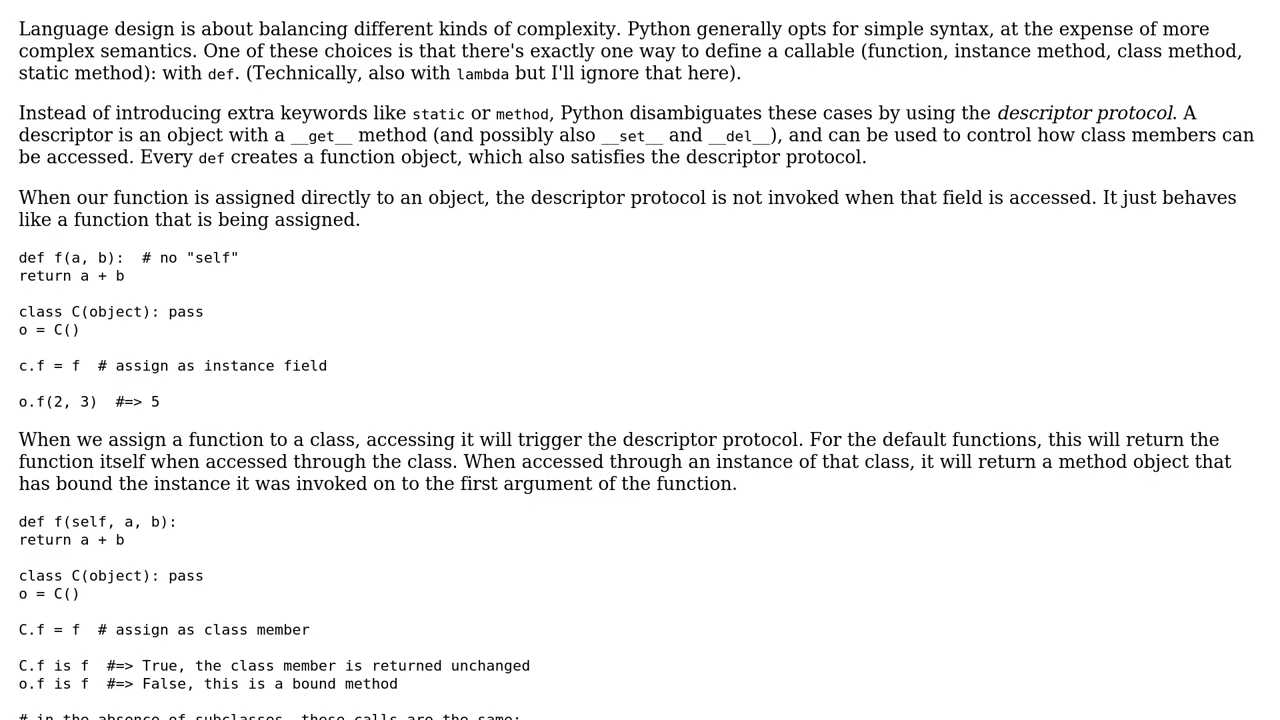 Language design is about balancing different kinds of complexity. Python generally opts for simple syntax, at the expense of more
complex semantics. One of these choices is that there's exactly one way to define a callable (function, instance method, class method,
static method): with def. (Technically, also with lambda but I'll ignore that here).
Instead of introducing extra keywords like static or method, Python disambiguates these cases by using the descriptor protocol. A
descriptor is an object with a __get__ method (and possibly also __set__ and __del__), and can be used to control how class members can
be accessed. Every def creates a function object, which also satisfies the descriptor protocol.
When our function is assigned directly to an object, the descriptor protocol is not invoked when that field is accessed. It just behaves
like a function that is being assigned.
def f(a, b):  # no "self"
return a + b
class C(object): pass
o = C()
c.f = f  # assign as instance field
o.f(2, 3)  #=> 5
When we assign a function to a class, accessing it will trigger the descriptor protocol. For the default functions, this will return the
function itself when accessed through the class. When accessed through an instance of that class, it will return a method object that
has bound the instance it was invoked on to the first argument of the function.
def f(self, a, b):
return a + b
class C(object): pass
o = C()
C.f = f  # assign as class member
C.f is f  #=> True, the class member is returned unchanged
o.f is f  #=> False, this is a bound method
# in the absence of subclasses, these calls are the same: